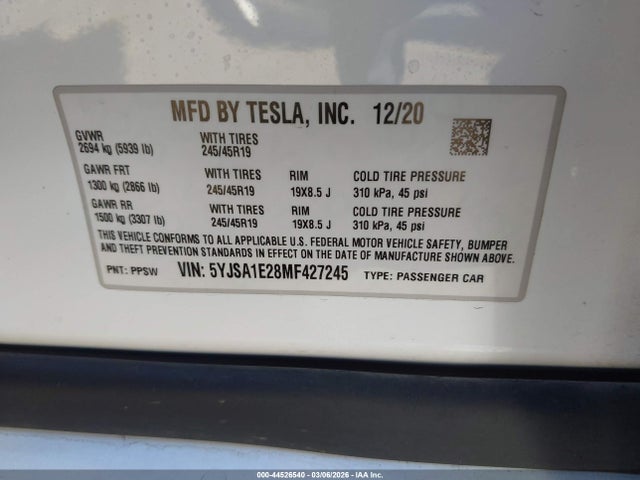 MFD BY TESLA, INC. 12/20
GVWR WITH TIRES
2694 kg (5939 lb) 245/45R19
GAWR FRT WITH TIRES RIM COLD TIRE PRESSURE
1300 kg (2866 lb) 245/45R19 19X8.5 J 310 kPa, 45 psi
GAWR RR WITH TIRES RIM COLD TIRE PRESSURE
1500 kg (3307 lb) 245/45R19 19X8.5 J 310 kPa, 45 psi
THIS VEHICLE CONFORMS TO ALL APPLICABLE U.S. FEDERAL MOTOR VEHICLE SAFETY, BUMPER
AND THEFT PREVENTION STANDARDS IN EFFECT ON THE DATE OF MANUFACTURE SHOWN ABOVE.
PNT: PPSW VIN: 5YJSA1E28MF427245 TYPE: PASSENGER CAR
000-44526540 - 03/06/2026 - IAA Inc.